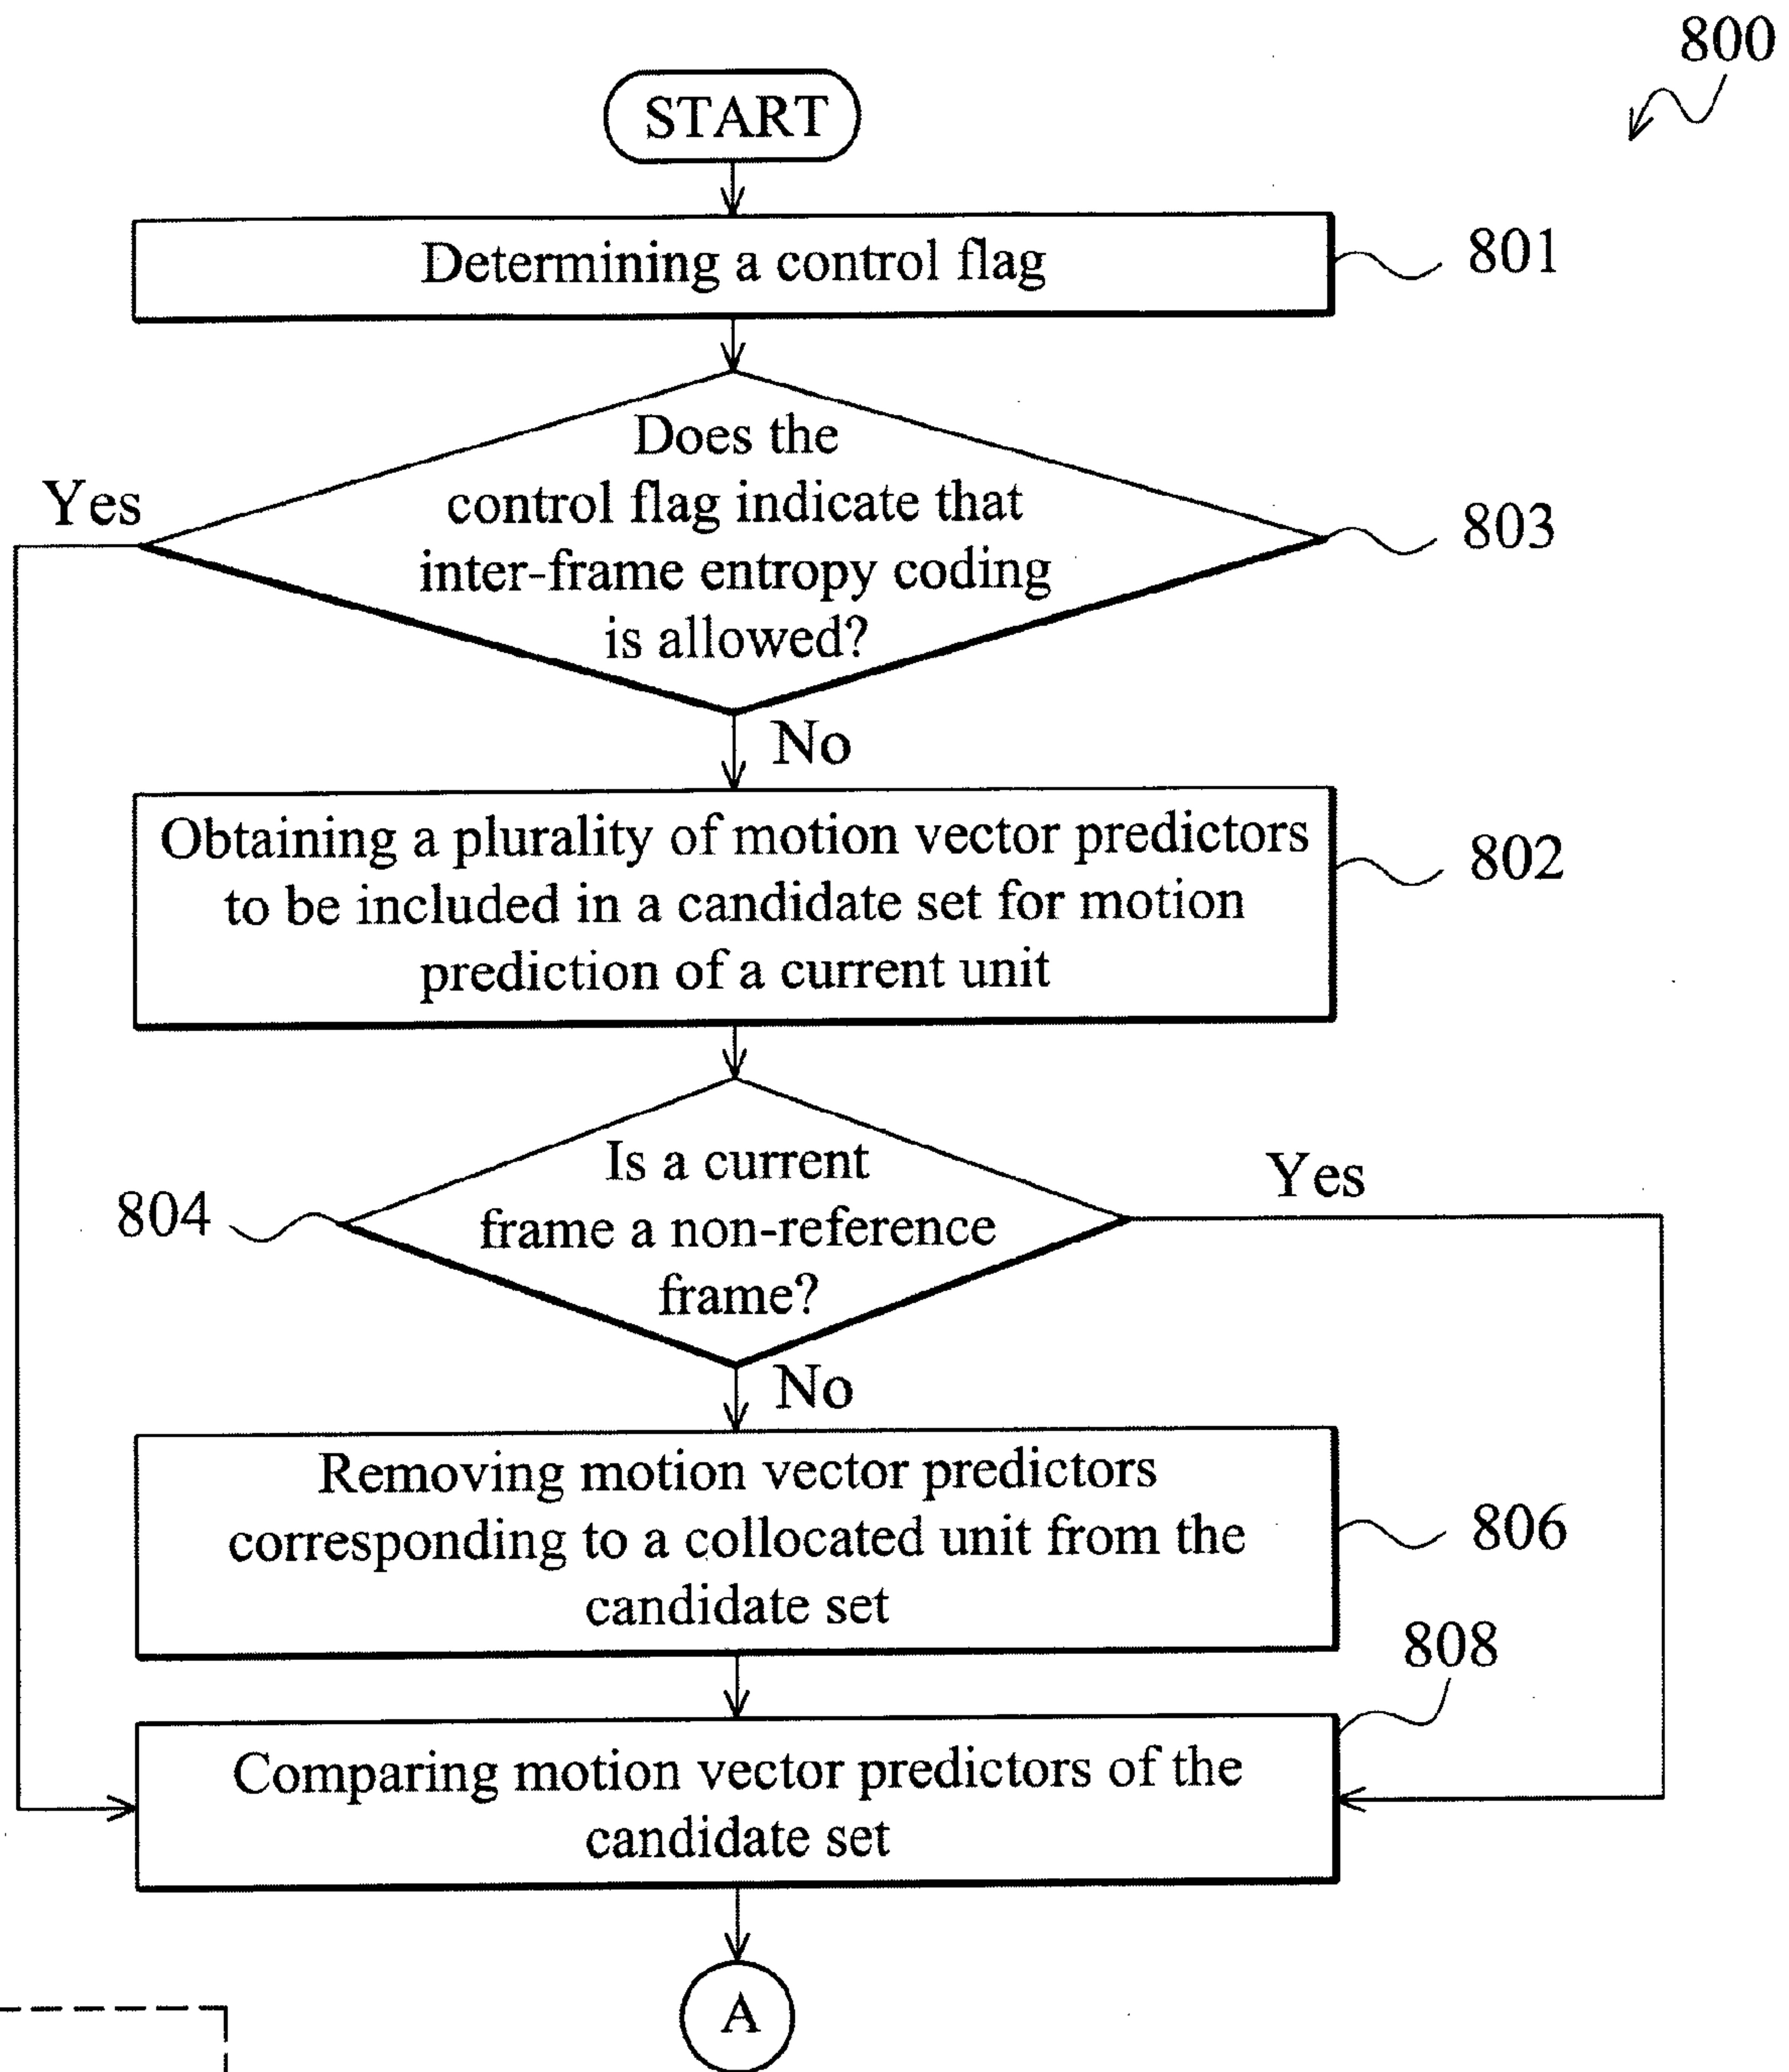 800
START
Determining a control flag
801
Does the
control flag indicate that
inter-frame entropy coding
is allowed?
Yes
803
No
Obtaining a plurality of motion vector predictors
to be included in a candidate set for motion
prediction of a current unit
802
Is a current
frame a non-reference
frame?
804
Yes
No
Removing motion vector predictors
corresponding to a collocated unit from the
candidate set
806
808
Comparing motion vector predictors of the
candidate set
A